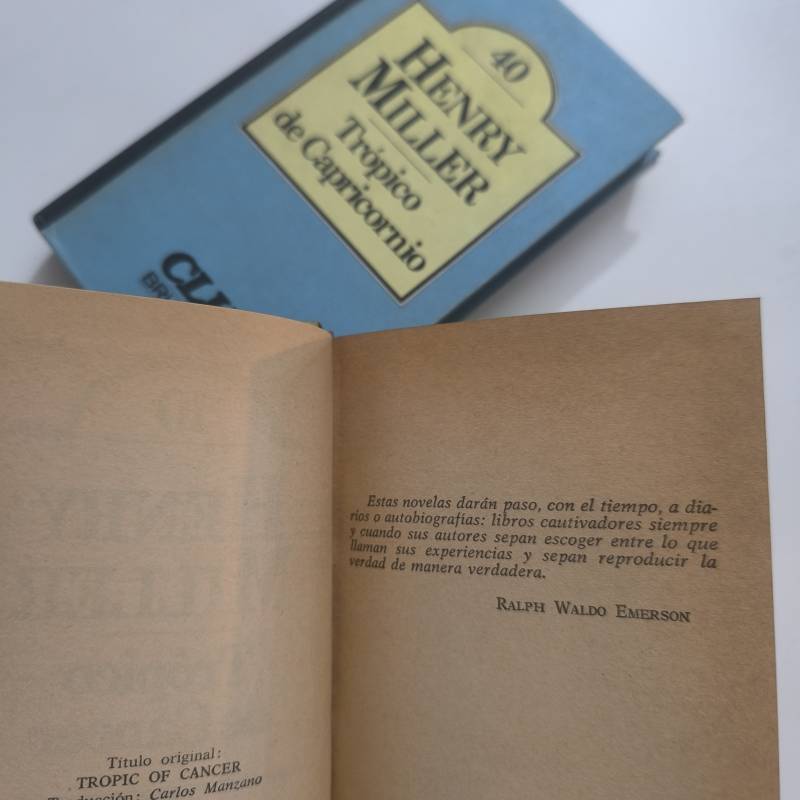 40
HENRY
MILLER
Trópico
de Capricornio
Estas novelas darán paso, con el tiempo, a dia-
rios o autobiografías: libros cautivadores siempre
y cuando sus autores sepan escoger entre lo que
llaman sus experiencias y sepan reproducir la
verdad de manera verdadera.
RALPH WALDO EMERSON
Título original:
TROPIC OF CANCER
Carlos Manzano